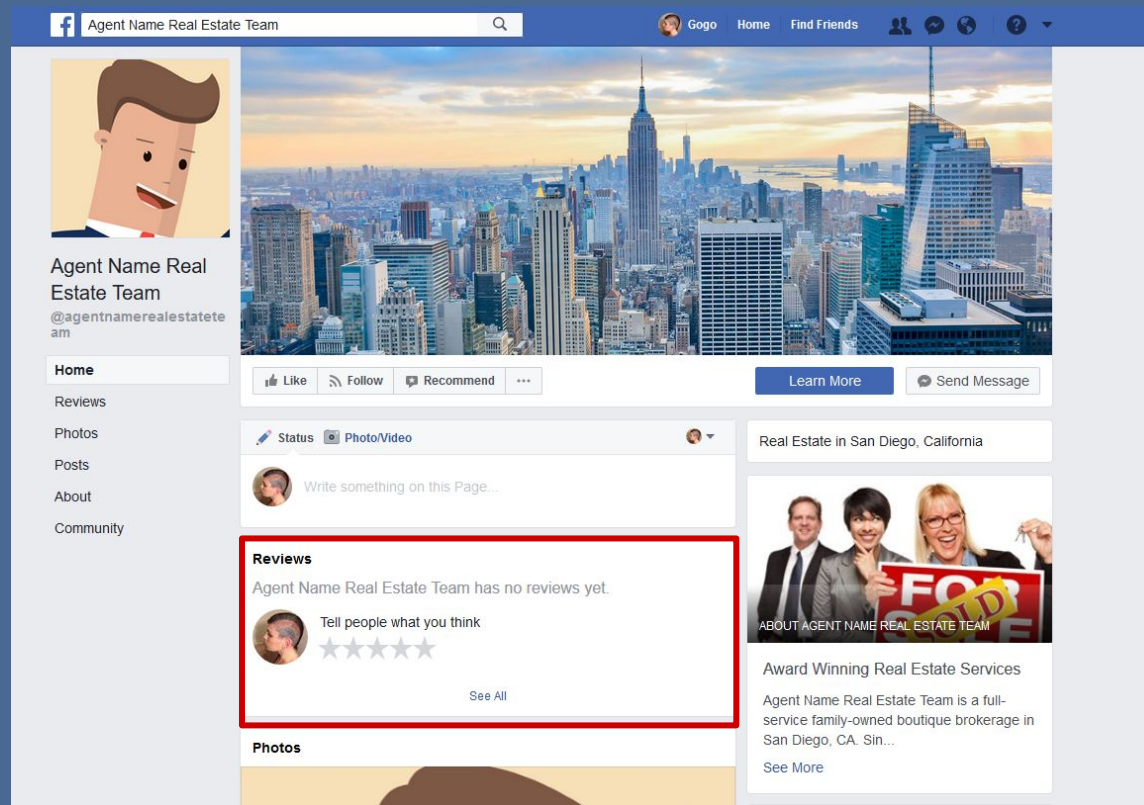 Agent Name Real Estate Team
Gogo Home Find Friends
Agent Name Real
Estate Team
@agentnamerealestatete
am
Home
Reviews
Photos
Posts
About
Community
Like Follow Recommend ...
Learn More Send Message
Status Photo/Video
Write something on this Page...
Reviews
Agent Name Real Estate Team has no reviews yet.
Tell people what you think
See All
Photos
Real Estate in San Diego, California
FOR
SOLD
ABOUT AGENT NAME REAL ESTATE TEAM
Award Winning Real Estate Services
Agent Name Real Estate Team is a full-
service family-owned boutique brokerage in
San Diego, CA. Sin...
See More